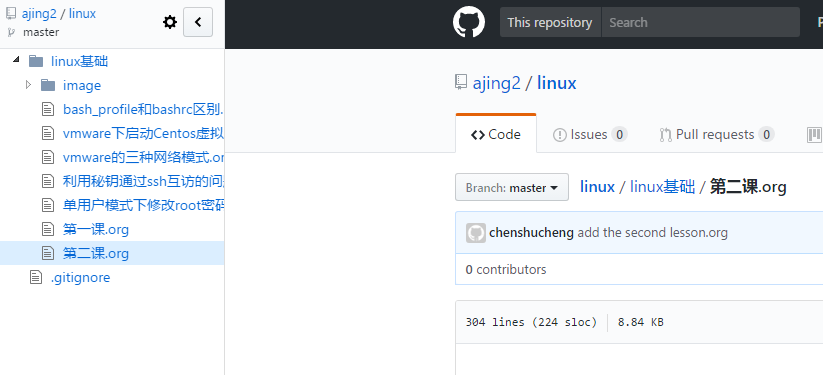 ajing2 / linux
master
linux基础
image
bash_profile和bashrc区别.
vmware下启动Centos虚拟
vmware的三种网络模式.or
利用秘钥通过ssh互访的问
单用户模式下修改root密码
第一课.org
第二课.org
.gitignore
This repository Search
ajing2 / linux
Code Issues 0 Pull requests 0
Branch: master linux / linux基础 / 第二课.org
chenshucheng add the second lesson.org
0 contributors
304 lines (224 sloc) 8.84 KB